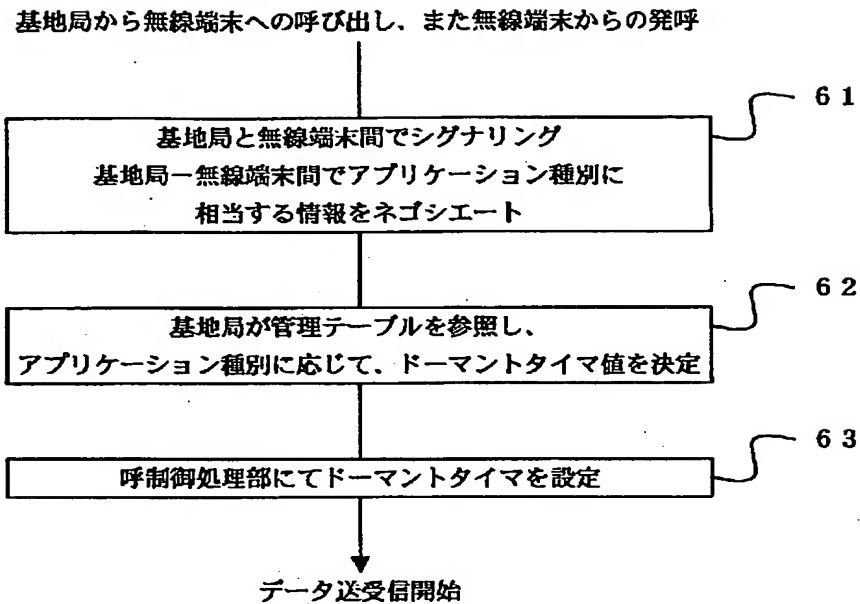 基地局から無線端末への呼び出し、また無線端末からの発呼
61
基地局と無線端末間でシグナリング
基地局－無線端末間でアプリケーション種別に
相当する情報をネゴシエート
62
基地局が管理テーブルを参照し、
アプリケーション種別に応じて、ドーマントタイマ値を決定
63
呼制御処理部にてドーマントタイマを設定
データ送受信開始